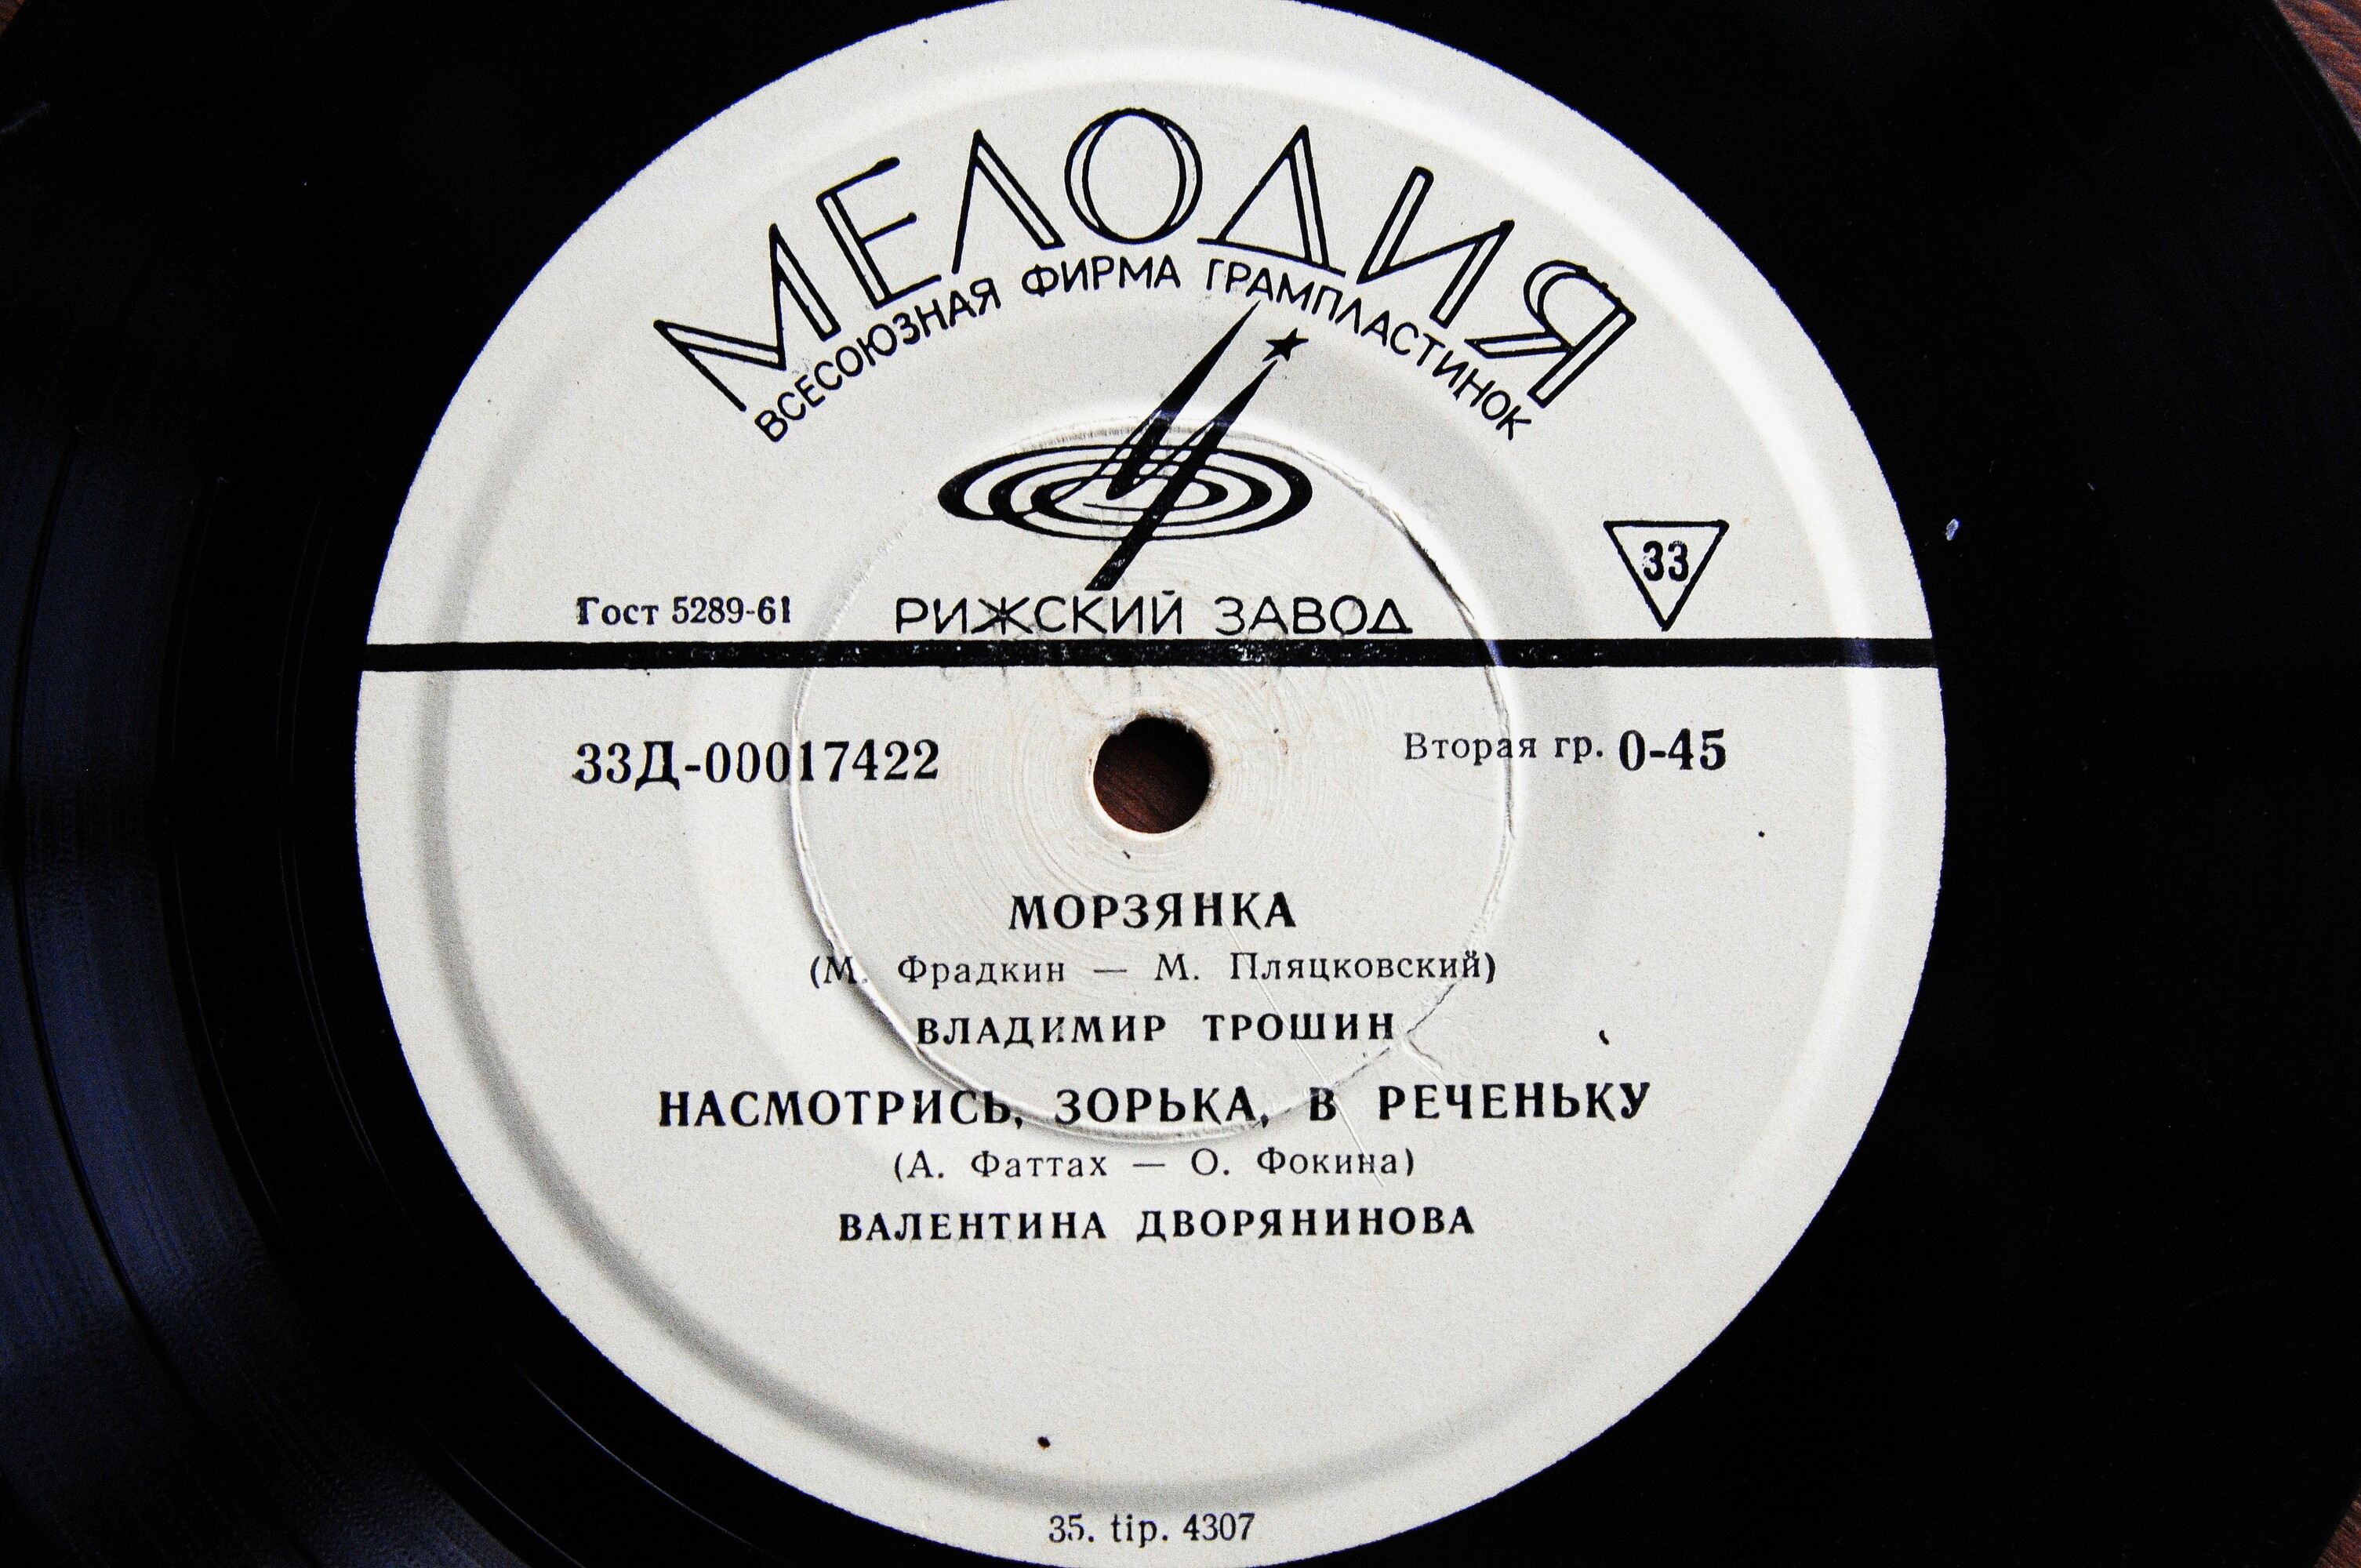 МЕЛОДИЯ
ВСЕСОЮЗНАЯ ФИРМА ГРАМПЛАСТИНОК
33
Гост 5289-61 РИЖСКИЙ ЗАВОД
33Д-00017422 Вторая гр. 0-45
МОРЗЯНКА
(М. Фрадкин — М. Пляцковский)
ВЛАДИМИР ТРОШИН
НАСМОТРИСЬ, ЗОРЬКА, В РЕЧЕНЬКУ
(А. Фаттах — О. Фокина)
ВАЛЕНТИНА ДВОРЯНИНОВА
35. tip. 4307